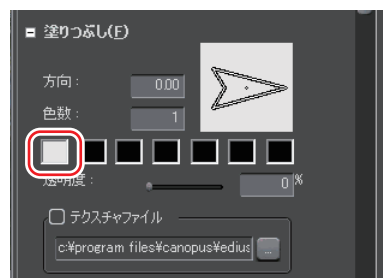 塗りつぶし(F)
方向： 0.00
色数： 1
透明度： 0 %
テクスチャファイル
c:¥program files¥canopus¥edius ...